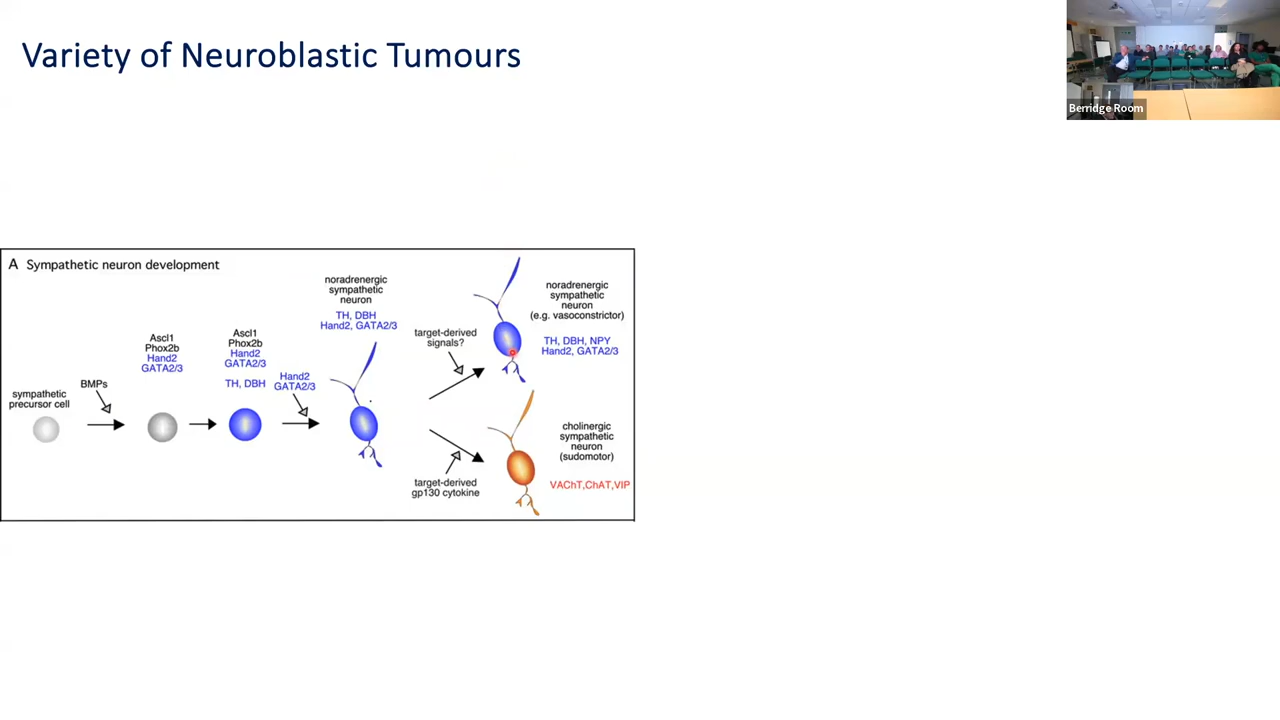 Variety of Neuroblastic Tumours
Berridge Room
A Sympathetic neuron development
sympathetic
precursor cell
BMPs
Ascl1
Phox2b
Hand2
GATA2/3
Ascl1
Phox2b
Hand2
GATA2/3
TH, DBH
Hand2
GATA2/3
noradrenergic
sympathetic
neuron
TH, DBH
Hand2, GATA2/3
target-derived
signals?
noradrenergic
sympathetic
neuron
(e.g. vasoconstrictor)
TH, DBH, NPY
Hand2, GATA2/3
target-derived
gp130 cytokine
cholinergic
sympathetic
neuron
(sudomotor)
VAChT,ChAT,VIP